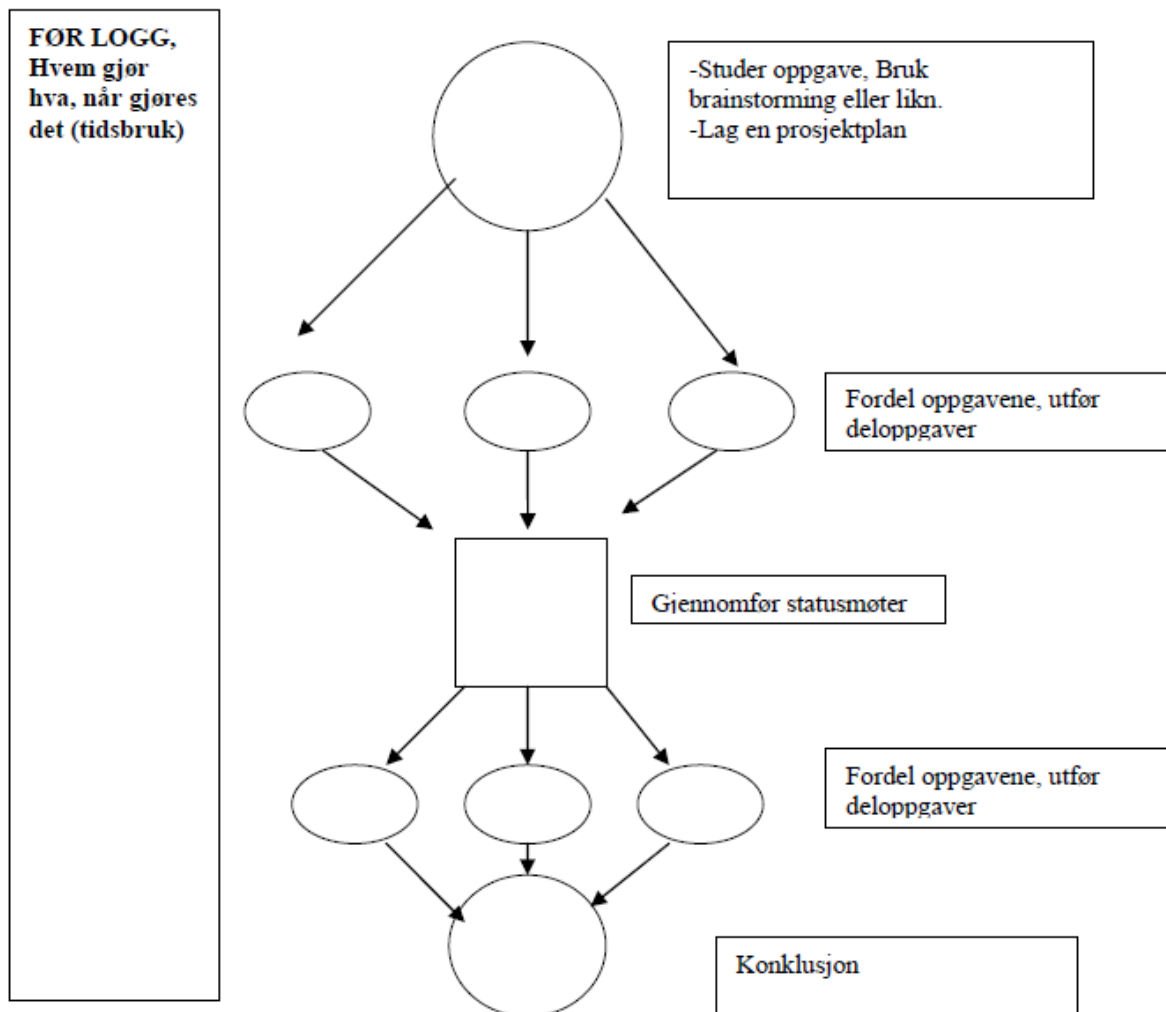 FØR LOGG,
Hvem gjør
hva, når gjøres
det (tidsbruk)
-Studer oppgave, Bruk
brainstorming eller likn.
-Lag en prosjektplan
Fordel oppgavene, utfør
deloppgaver
Gjennomfør statusmøter
Fordel oppgavene, utfør
deloppgaver
Konklusjon